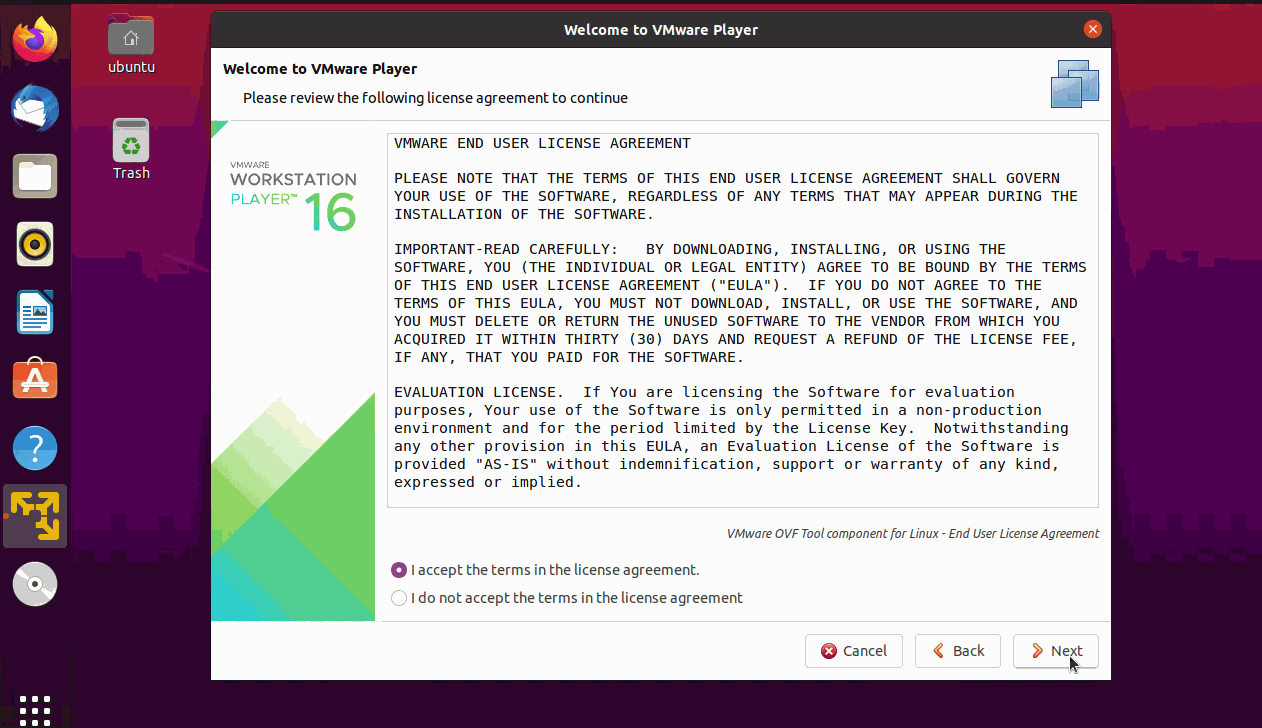 Welcome to VMware Player
ubuntu
Trash
Welcome to VMware Player
Please review the following license agreement to continue
VMWARE
WORKSTATION
PLAYER™ 16
VMWARE END USER LICENSE AGREEMENT
PLEASE NOTE THAT THE TERMS OF THIS END USER LICENSE AGREEMENT SHALL GOVERN
YOUR USE OF THE SOFTWARE, REGARDLESS OF ANY TERMS THAT MAY APPEAR DURING THE
INSTALLATION OF THE SOFTWARE.
IMPORTANT-READ CAREFULLY:   BY DOWNLOADING, INSTALLING, OR USING THE
SOFTWARE, YOU (THE INDIVIDUAL OR LEGAL ENTITY) AGREE TO BE BOUND BY THE TERMS
OF THIS END USER LICENSE AGREEMENT ("EULA").  IF YOU DO NOT AGREE TO THE
TERMS OF THIS EULA, YOU MUST NOT DOWNLOAD, INSTALL, OR USE THE SOFTWARE, AND
YOU MUST DELETE OR RETURN THE UNUSED SOFTWARE TO THE VENDOR FROM WHICH YOU
ACQUIRED IT WITHIN THIRTY (30) DAYS AND REQUEST A REFUND OF THE LICENSE FEE,
IF ANY, THAT YOU PAID FOR THE SOFTWARE.
EVALUATION LICENSE.  If You are licensing the Software for evaluation
purposes, Your use of the Software is only permitted in a non-production
environment and for the period limited by the License Key.  Notwithstanding
any other provision in this EULA, an Evaluation License of the Software is
provided "AS-IS" without indemnification, support or warranty of any kind,
expressed or implied.
VMware OVF Tool component for Linux - End User License Agreement
I accept the terms in the license agreement.
I do not accept the terms in the license agreement
Cancel
Back
Next